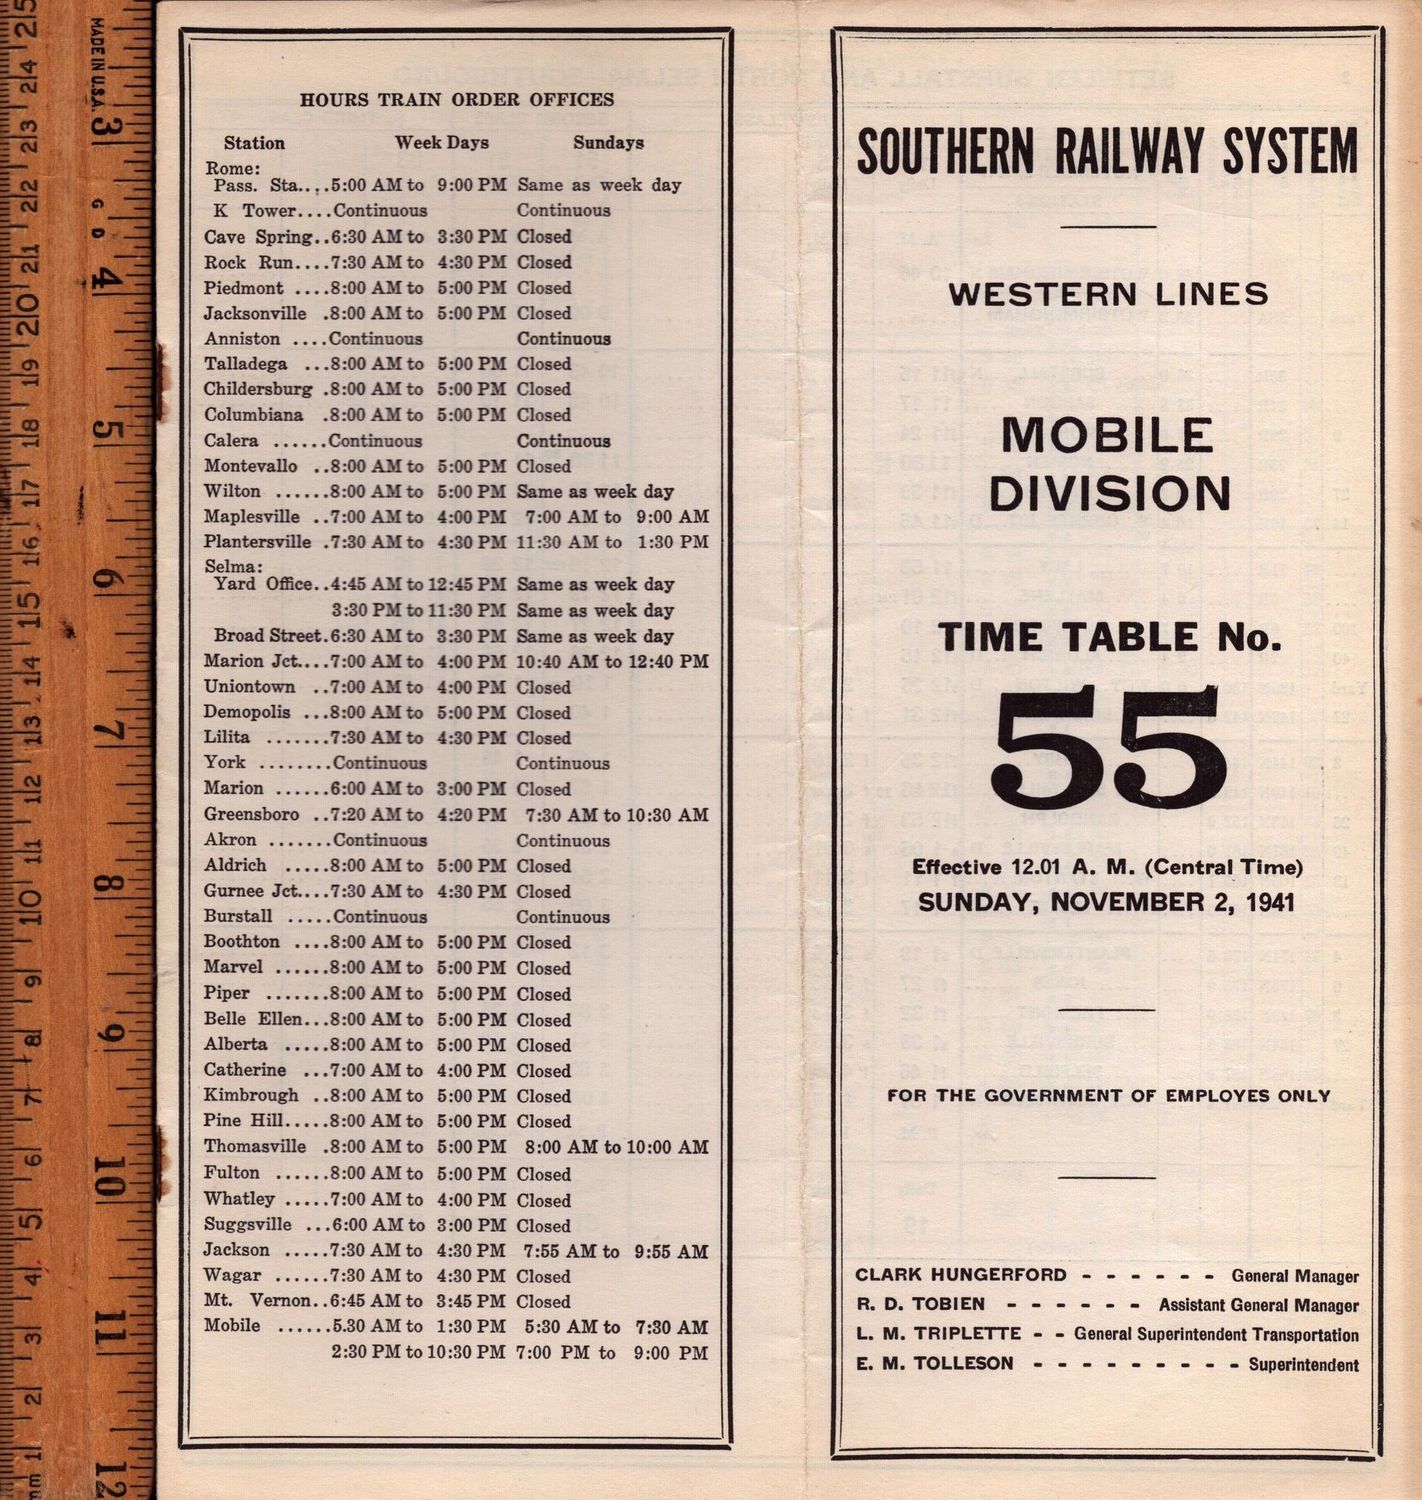 MADE IN U.S.A.
HOURS TRAIN ORDER OFFICES
Station Week Days Sundays
Rome:
Pass. Sta....5:00 AM to 9:00 PM Same as week day
K Tower....Continuous Continuous
Cave Spring..6:30 AM to 3:30 PM Closed
Rock Run....7:30 AM to 4:30 PM Closed
Piedmont ....8:00 AM to 5:00 PM Closed
Jacksonville .8:00 AM to 5:00 PM Closed
Anniston ....Continuous Continuous
Talladega ...8:00 AM to 5:00 PM Closed
Childersburg .8:00 AM to 5:00 PM Closed
Columbiana .8:00 AM to 5:00 PM Closed
Calera ......Continuous Continuous
Montevallo ..8:00 AM to 5:00 PM Closed
Wilton ......8:00 AM to 5:00 PM Same as week day
Maplesville ..7:00 AM to 4:00 PM 7:00 AM to 9:00 AM
Plantersville .7:30 AM to 4:30 PM 11:30 AM to 1:30 PM
Selma:
Yard Office..4:45 AM to 12:45 PM Same as week day
3:30 PM to 11:30 PM Same as week day
Broad Street.6:30 AM to 3:30 PM Same as week day
Marion Jct....7:00 AM to 4:00 PM 10:40 AM to 12:40 PM
Uniontown ..7:00 AM to 4:00 PM Closed
Demopolis ...8:00 AM to 5:00 PM Closed
Lilita .......7:30 AM to 4:30 PM Closed
York ........Continuous Continuous
Marion ......6:00 AM to 3:00 PM Closed
Greensboro ..7:20 AM to 4:20 PM 7:30 AM to 10:30 AM
Akron .......Continuous Continuous
Aldrich .....8:00 AM to 5:00 PM Closed
Gurnee Jct....7:30 AM to 4:30 PM Closed
Burstall .....Continuous Continuous
Boothton ....8:00 AM to 5:00 PM Closed
Marvel ......8:00 AM to 5:00 PM Closed
Piper .......8:00 AM to 5:00 PM Closed
Belle Ellen...8:00 AM to 5:00 PM Closed
Alberta .....8:00 AM to 5:00 PM Closed
Catherine ...7:00 AM to 4:00 PM Closed
Kimbrough ..8:00 AM to 5:00 PM Closed
Pine Hill.....8:00 AM to 5:00 PM Closed
Thomasville .8:00 AM to 5:00 PM 8:00 AM to 10:00 AM
Fulton ......8:00 AM to 5:00 PM Closed
Whatley .....7:00 AM to 4:00 PM Closed
Suggsville ...6:00 AM to 3:00 PM Closed
Jackson .....7:30 AM to 4:30 PM 7:55 AM to 9:55 AM
Wagar ......7:30 AM to 4:30 PM Closed
Mt. Vernon..6:45 AM to 3:45 PM Closed
Mobile ......5.30 AM to 1:30 PM 5:30 AM to 7:30 AM
2:30 PM to 10:30 PM 7:00 PM to 9:00 PM
SOUTHERN RAILWAY SYSTEM
WESTERN LINES
MOBILE
DIVISION
TIME TABLE No.
55
Effective 12.01 A. M. (Central Time)
SUNDAY, NOVEMBER 2, 1941
FOR THE GOVERNMENT OF EMPLOYES ONLY
CLARK HUNGERFORD - - - - - - General Manager
R. D. TOBIEN - - - - - - Assistant General Manager
L. M. TRIPLETTE - - General Superintendent Transportation
E. M. TOLLESON - - - - - - - - - Superintendent